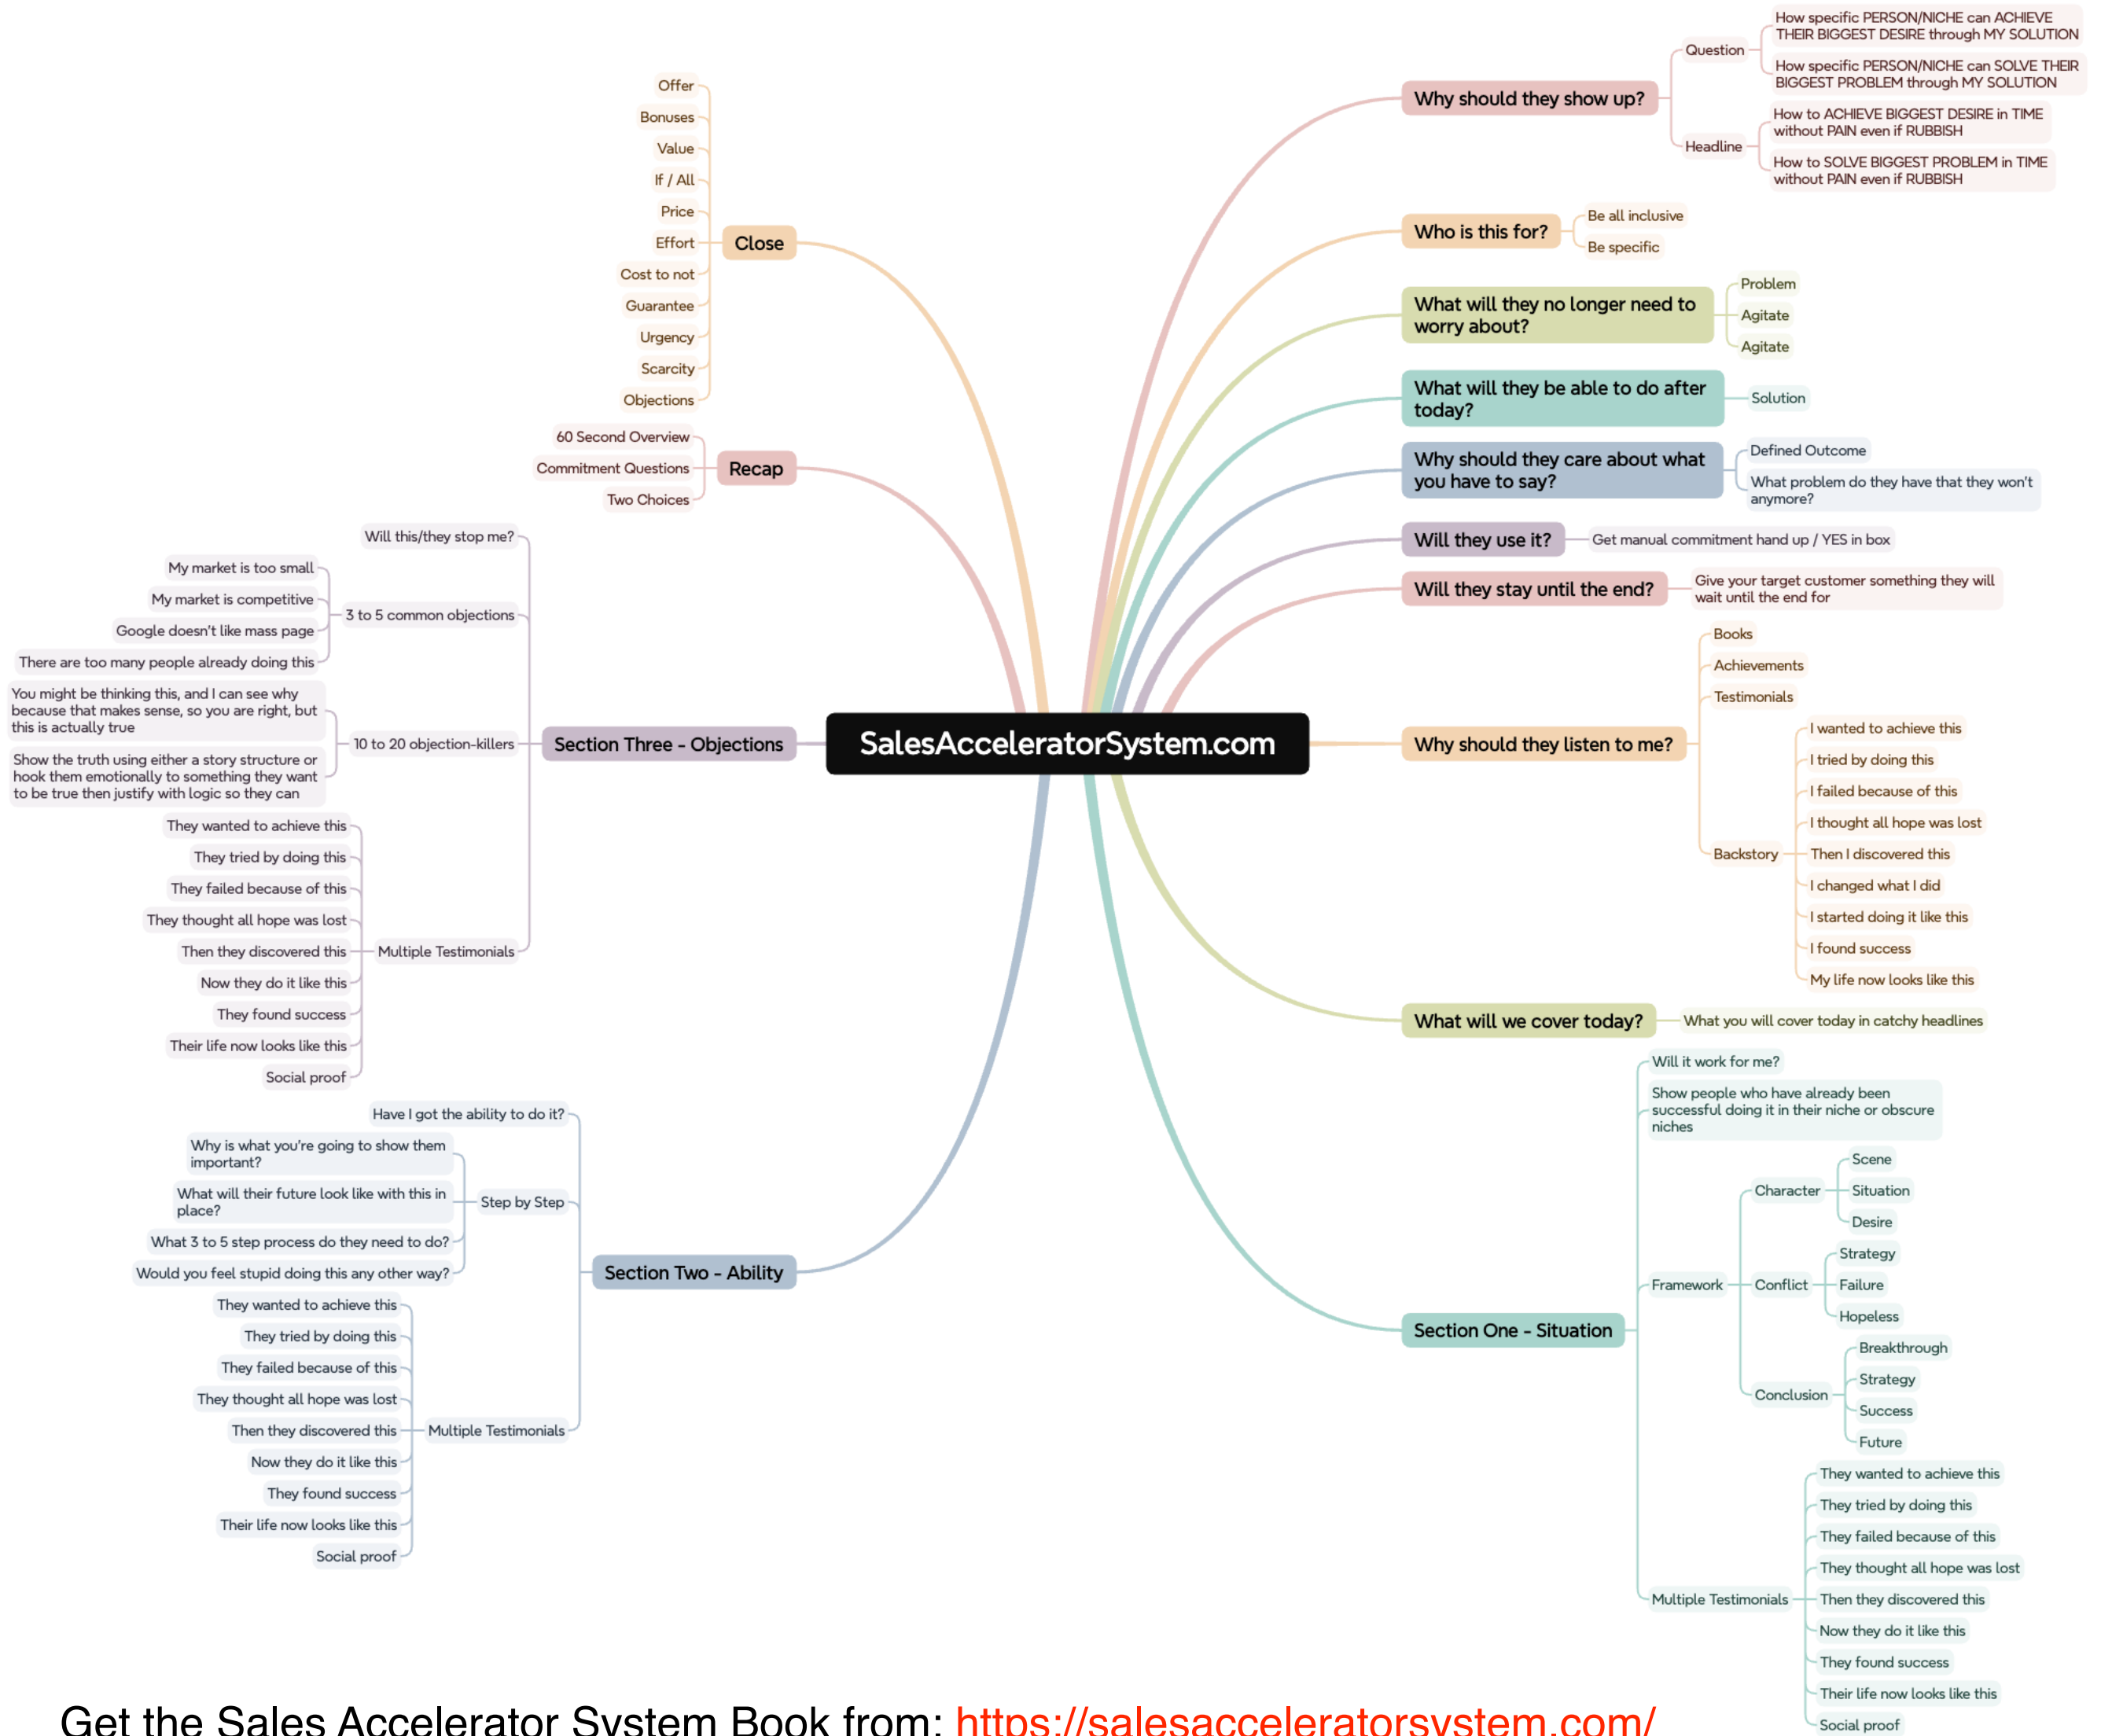 SalesAcceleratorSystem.com
Why should they show up?
Question
How specific PERSON/NICHE can ACHIEVE
THEIR BIGGEST DESIRE through MY SOLUTION
How specific PERSON/NICHE can SOLVE THEIR
BIGGEST PROBLEM through MY SOLUTION
Headline
How to ACHIEVE BIGGEST DESIRE in TIME
without PAIN even if RUBBISH
How to SOLVE BIGGEST PROBLEM in TIME
without PAIN even if RUBBISH
Who is this for?
Be all inclusive
Be specific
What will they no longer need to
worry about?
Problem
Agitate
Agitate
What will they be able to do after
today?
Solution
Why should they care about what
you have to say?
Defined Outcome
What problem do they have that they won't
anymore?
Will they use it?
Get manual commitment hand up / YES in box
Will they stay until the end?
Give your target customer something they will
wait until the end for
Why should they listen to me?
Books
Achievements
Testimonials
Backstory
I wanted to achieve this
I tried by doing this
I failed because of this
I thought all hope was lost
Then I discovered this
I changed what I did
I started doing it like this
I found success
My life now looks like this
What will we cover today?
What you will cover today in catchy headlines
Section One - Situation
Will it work for me?
Show people who have already been
successful doing it in their niche or obscure
niches
Framework
Character
Scene
Situation
Desire
Conflict
Strategy
Failure
Hopeless
Conclusion
Breakthrough
Strategy
Success
Future
Multiple Testimonials
They wanted to achieve this
They tried by doing this
They failed because of this
They thought all hope was lost
Then they discovered this
Now they do it like this
They found success
Their life now looks like this
Social proof
Section Two - Ability
Have I got the ability to do it?
Step by Step
Why is what you're going to show them
important?
What will their future look like with this in
place?
What 3 to 5 step process do they need to do?
Would you feel stupid doing this any other way?
Multiple Testimonials
They wanted to achieve this
They tried by doing this
They failed because of this
They thought all hope was lost
Then they discovered this
Now they do it like this
They found success
Their life now looks like this
Social proof
Section Three - Objections
Will this/they stop me?
3 to 5 common objections
My market is too small
My market is competitive
Google doesn't like mass page
There are too many people already doing this
10 to 20 objection-killers
You might be thinking this, and I can see why
because that makes sense, so you are right, but
this is actually true
Show the truth using either a story structure or
hook them emotionally to something they want
to be true then justify with logic so they can
Multiple Testimonials
They wanted to achieve this
They tried by doing this
They failed because of this
They thought all hope was lost
Then they discovered this
Now they do it like this
They found success
Their life now looks like this
Social proof
Recap
60 Second Overview
Commitment Questions
Two Choices
Close
Offer
Bonuses
Value
If / All
Price
Effort
Cost to not
Guarantee
Urgency
Scarcity
Objections
Get the Sales Accelerator System Book from: https://salesacceleratorsystem.com/